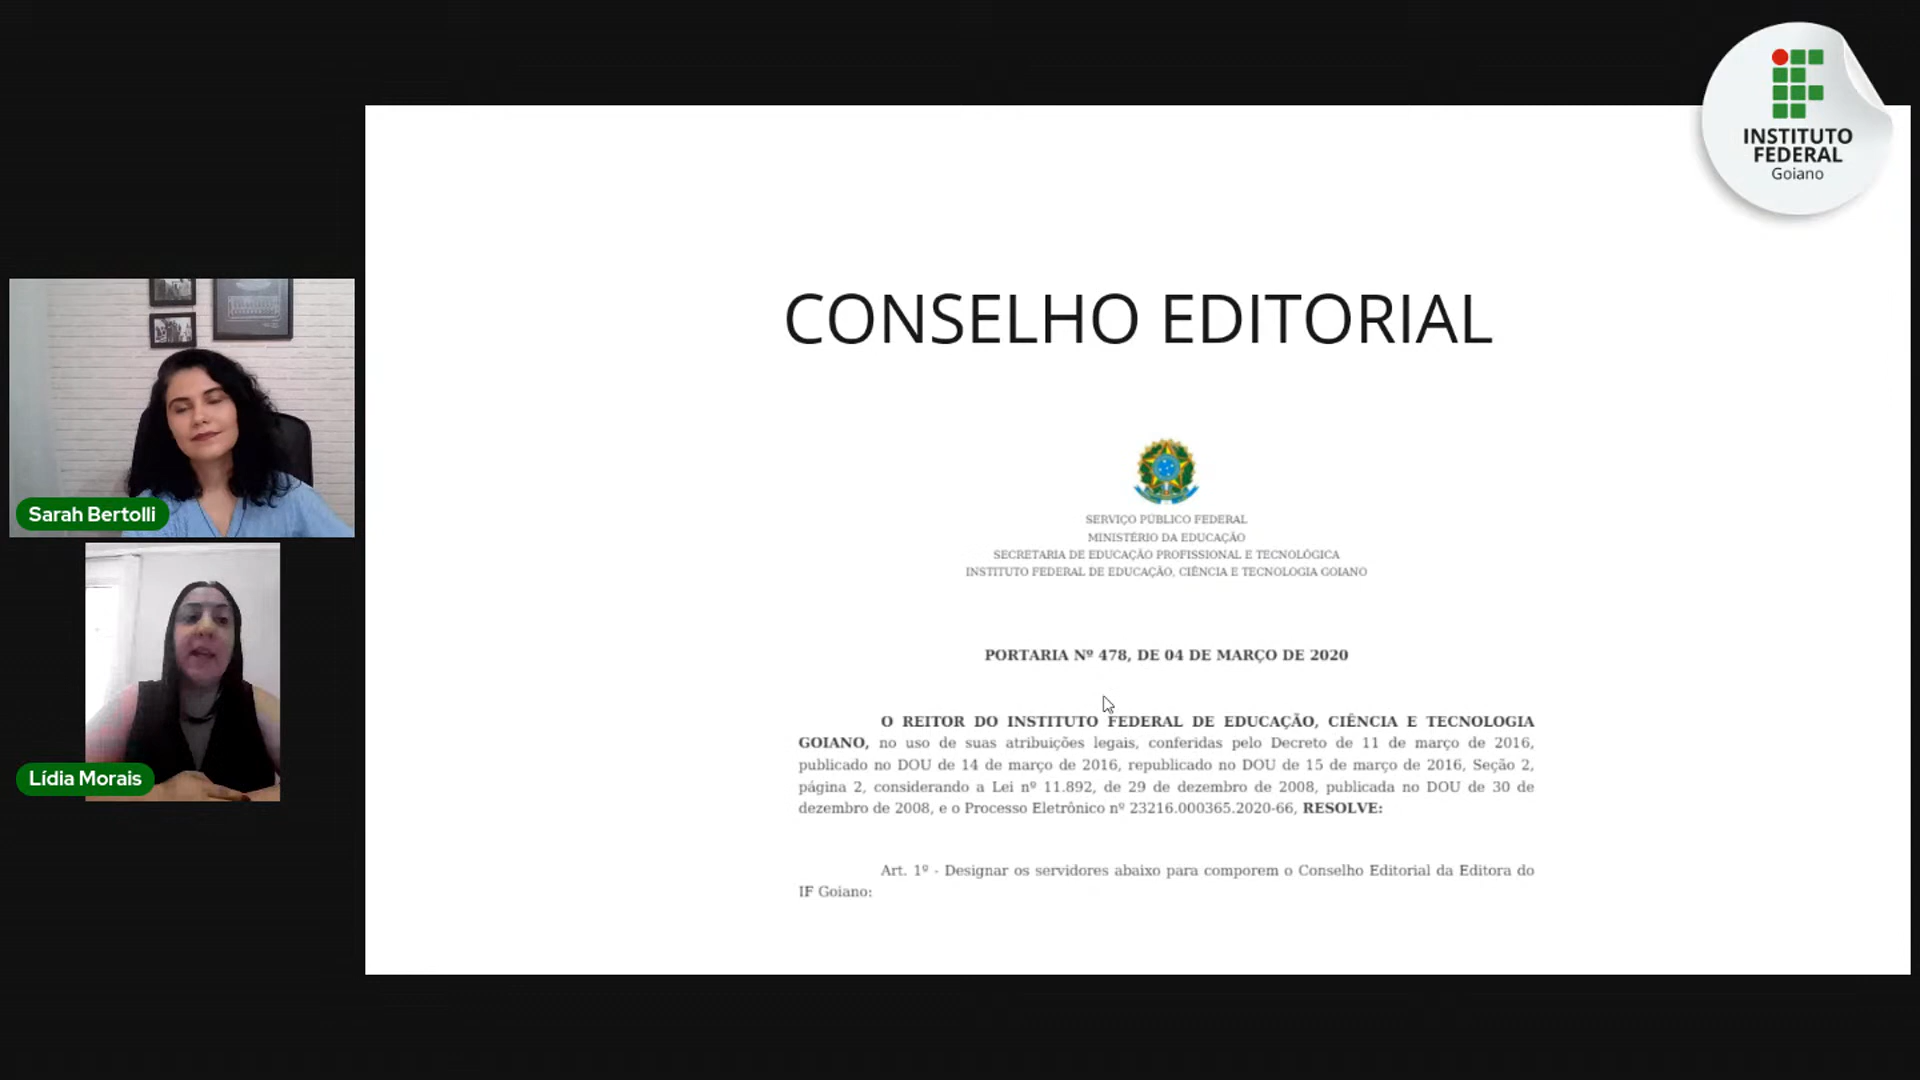 INSTITUTO
FEDERAL
Goiano
CONSELHO EDITORIAL
SERVIÇO PÚBLICO FEDERAL
MINISTÉRIO DA EDUCAÇÃO
SECRETARIA DE EDUCAÇÃO PROFISSIONAL E TECNOLÓGICA
INSTITUTO FEDERAL DE EDUCAÇÃO, CIÊNCIA E TECNOLOGIA GOIANO
PORTARIA Nº 478, DE 04 DE MARÇO DE 2020
O REITOR DO INSTITUTO FEDERAL DE EDUCAÇÃO, CIÊNCIA E TECNOLOGIA
GOIANO, no uso de suas atribuições legais, conferidas pelo Decreto de 11 de março de 2016,
publicado no DOU de 14 de março de 2016, republicado no DOU de 15 de março de 2016, Seção 2,
página 2, considerando a Lei nº 11.892, de 29 de dezembro de 2008, publicada no DOU de 30 de
dezembro de 2008, e o Processo Eletrônico nº 23216.000365.2020-66, RESOLVE:
Art. 1º - Designar os servidores abaixo para comporem o Conselho Editorial da Editora do
IF Goiano:
Sarah Bertolli
Lídia Morais